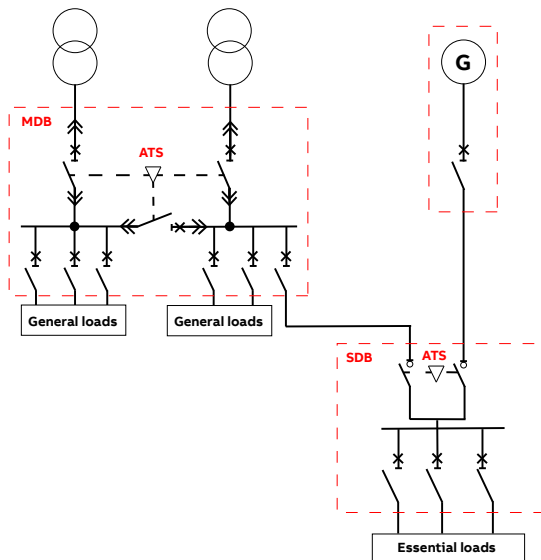 G
MDB
ATS
General loads
General loads
SDB
ATS
Essential loads